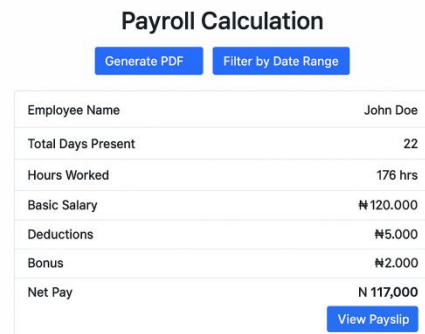 Payroll Calculation
Generate PDF Filter by Date Range
Employee Name John Doe
Total Days Present 22
Hours Worked 176 hrs
Basic Salary ₦120.000
Deductions ₦5.000
Bonus ₦2.000
Net Pay N 117,000
View Payslip